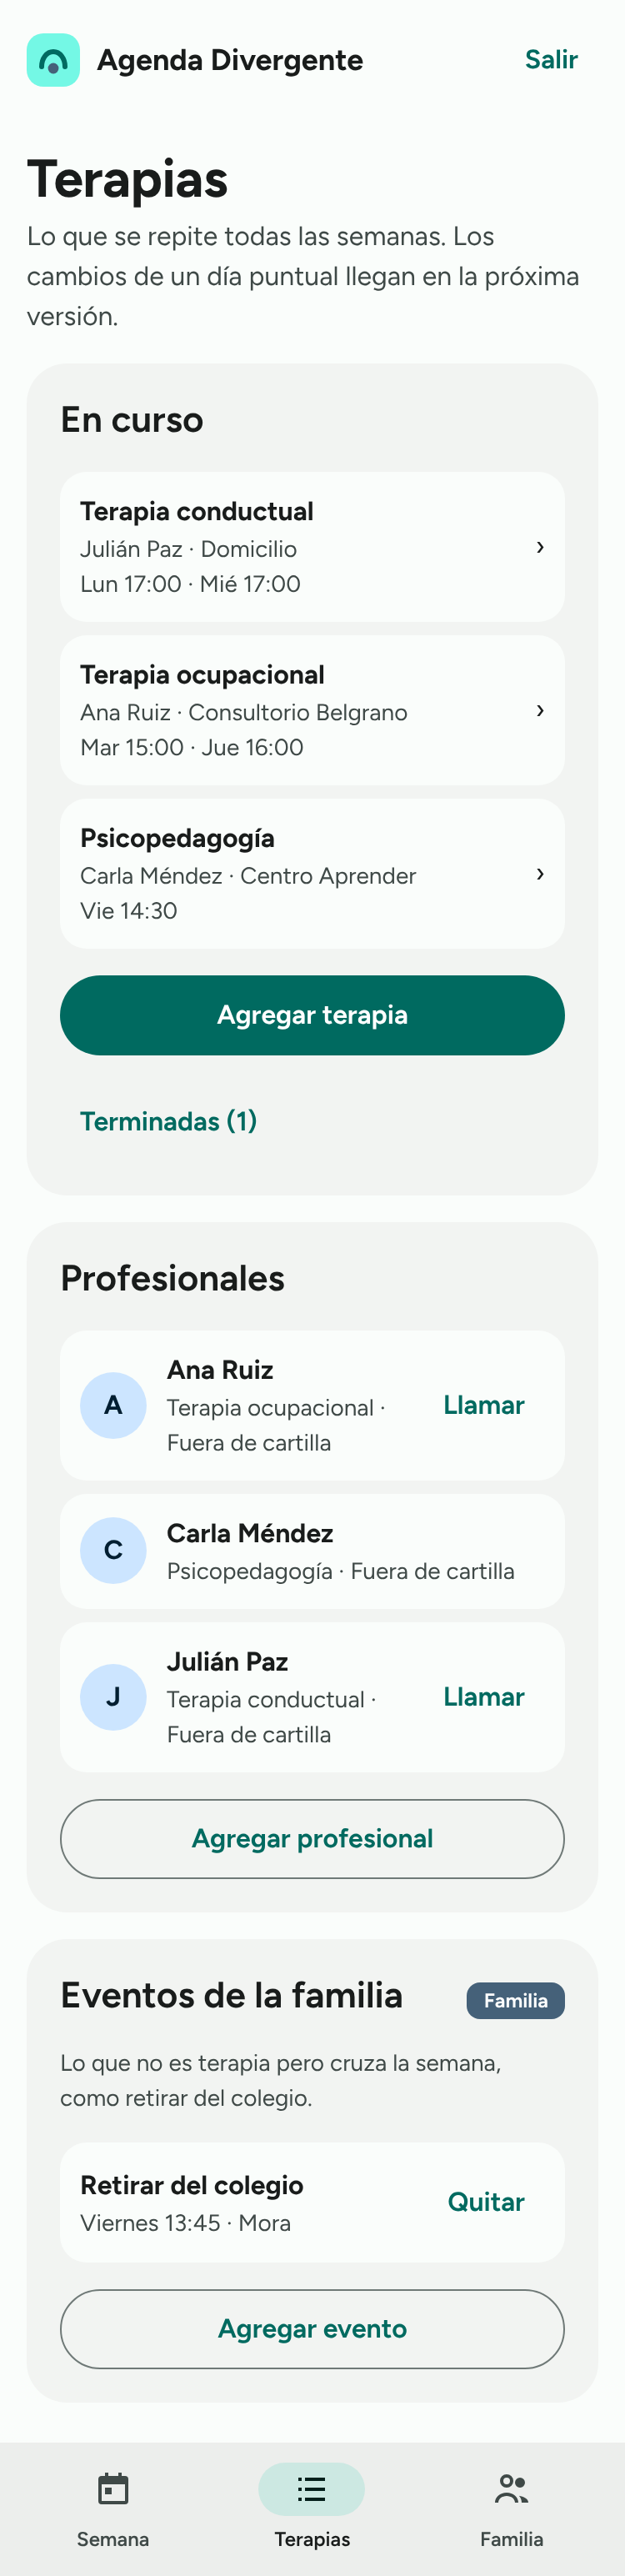 Agenda Divergente
Salir
Terapias
Lo que se repite todas las semanas. Los
cambios de un día puntual llegan en la próxima
versión.
En curso
Terapia conductual
Julián Paz · Domicilio
Lun 17:00 · Mié 17:00
›
Terapia ocupacional
Ana Ruiz · Consultorio Belgrano
Mar 15:00 · Jue 16:00
›
Psicopedagogía
Carla Méndez · Centro Aprender
Vie 14:30
›
Agregar terapia
Terminadas (1)
Profesionales
A
Ana Ruiz
Terapia ocupacional ·
Fuera de cartilla
Llamar
C
Carla Méndez
Psicopedagogía · Fuera de cartilla
J
Julián Paz
Terapia conductual ·
Fuera de cartilla
Llamar
Agregar profesional
Eventos de la familia
Familia
Lo que no es terapia pero cruza la semana,
como retirar del colegio.
Retirar del colegio
Viernes 13:45 · Mora
Quitar
Agregar evento
Semana
Terapias
Familia